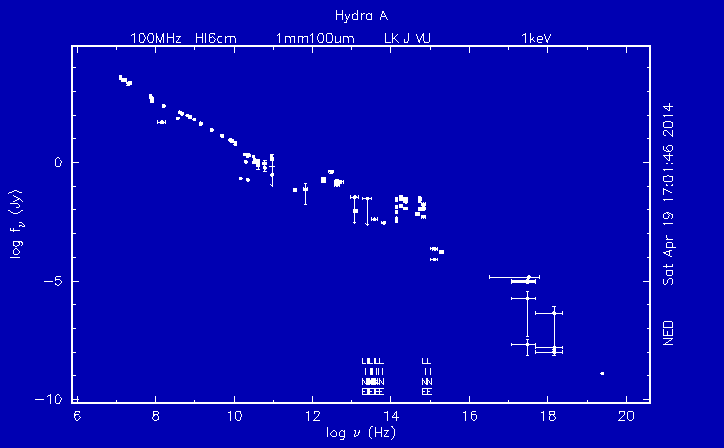 Hydra A
100MHz HI6cm 1mm100um LK J VU 1keV
0
−5
−10
log fν (Jy)
6 8 10 12 14 16 18 20
log ν (Hz)
NED Sat Apr 19 17:01:46 2014